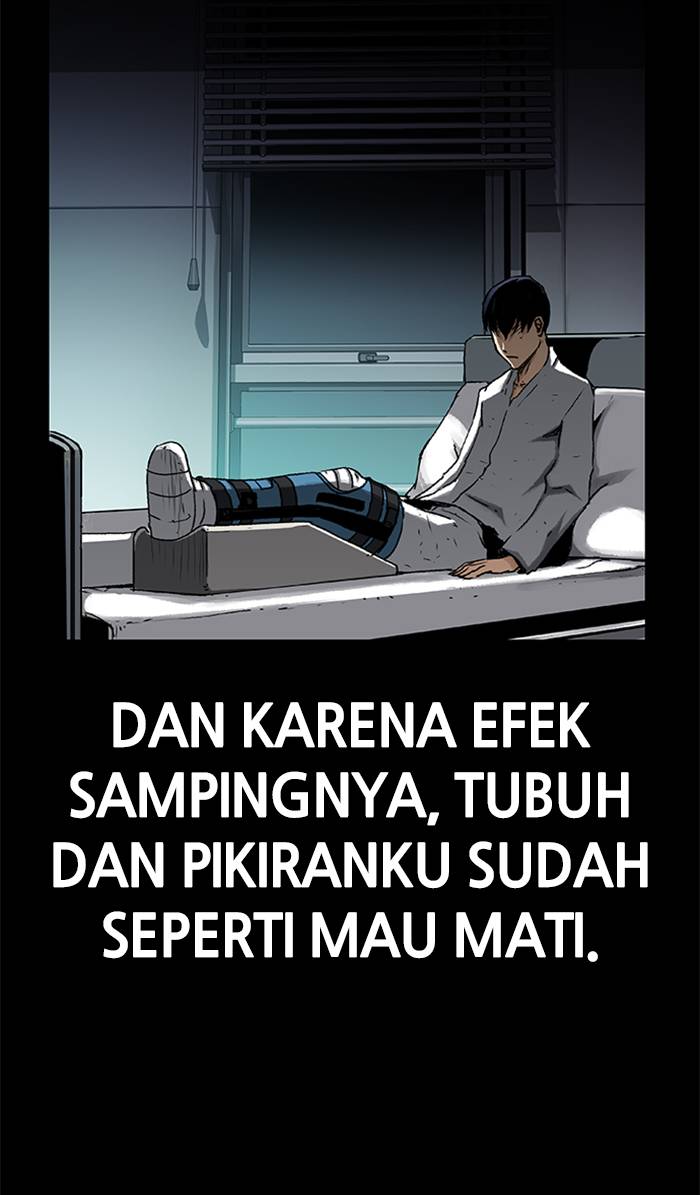 DAN KARENA EFEK
SAMPINGNYA, TUBUH
DAN PIKIRANKU SUDAH
SEPERTI MAU MATI.